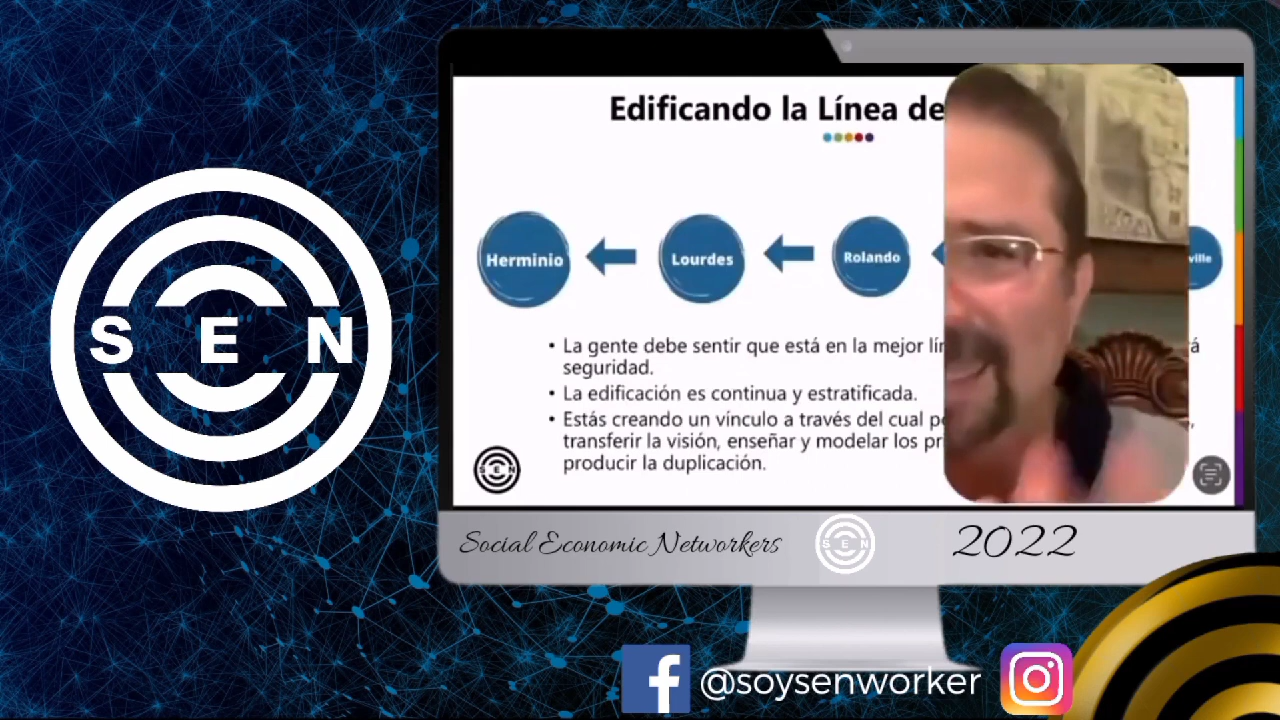 S E N
Edificando la Línea de
Herminio
Lourdes
Rolando
ville
• La gente debe sentir que está en la mejor
seguridad.
• La edificación es continua y estratificada.
• Estás creando un vínculo a través del cual
transferir la visión, enseñar y modelar los
producir la duplicación.
S E N
Social Economic Networkers
S E N
2022
@soysenworker